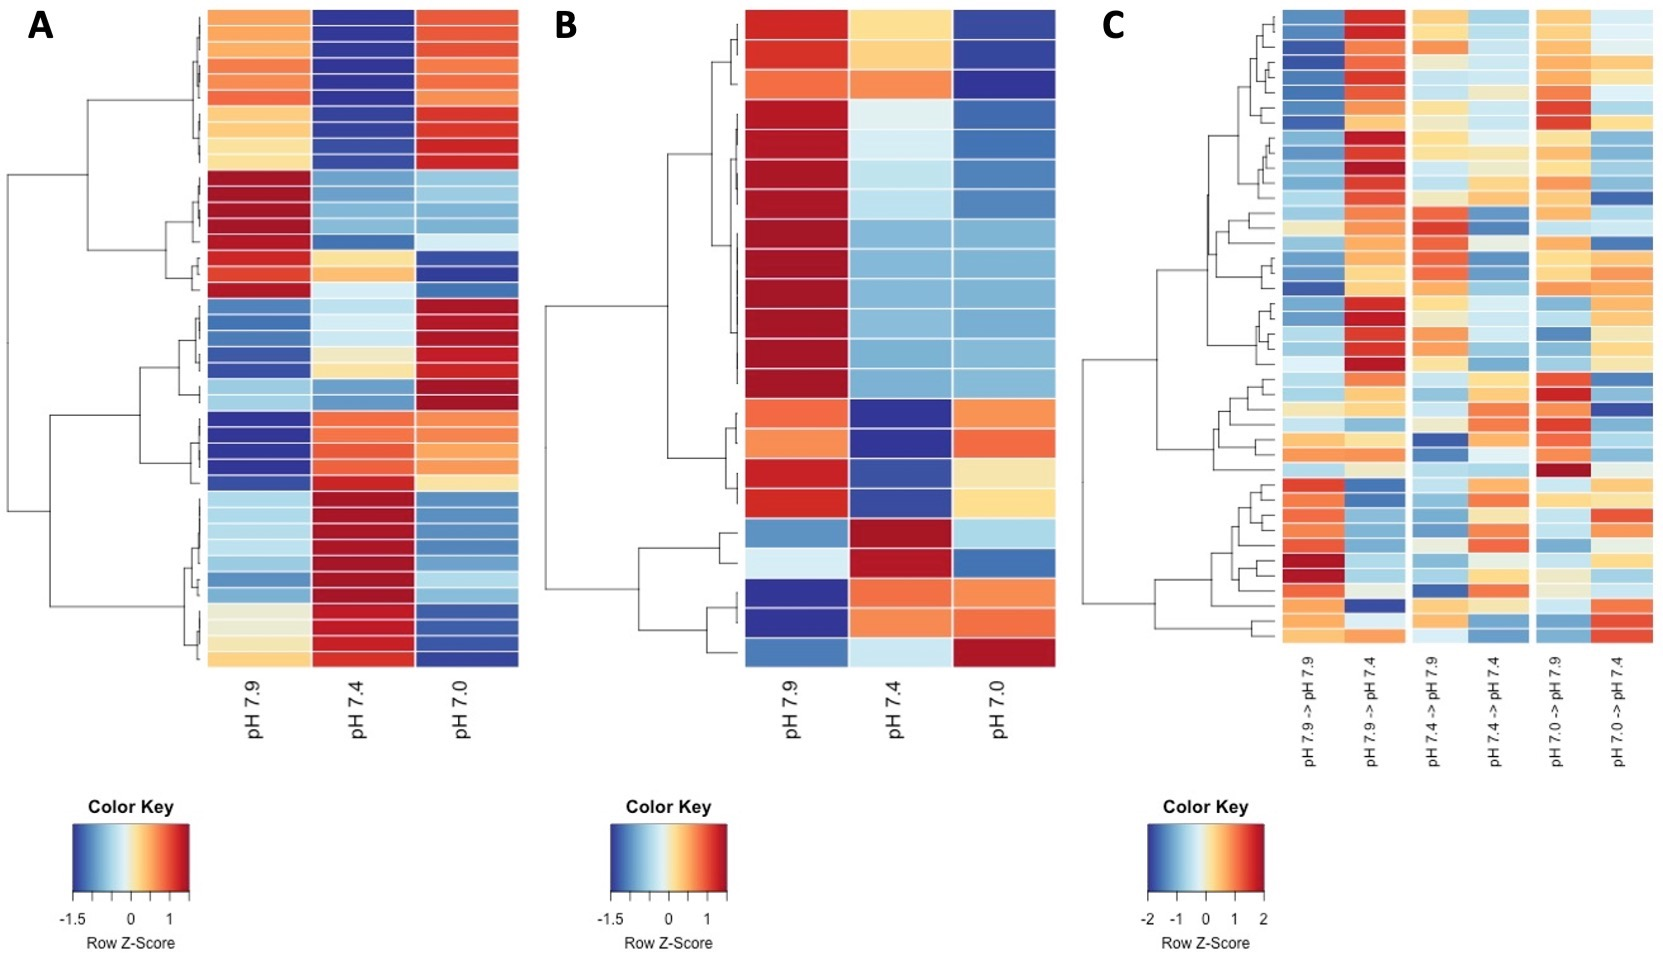 A
B
C
pH 7.9
pH 7.4
pH 7.0
pH 7.9
pH 7.4
pH 7.0
pH 7.9 -> pH 7.9
pH 7.9 -> pH 7.4
pH 7.4 -> pH 7.9
pH 7.4 -> pH 7.4
pH 7.0 -> pH 7.9
pH 7.0 -> pH 7.4
Color Key
-1.5 0 1
Row Z-Score
Color Key
-1.5 0 1
Row Z-Score
Color Key
-2 -1 0 1 2
Row Z-Score